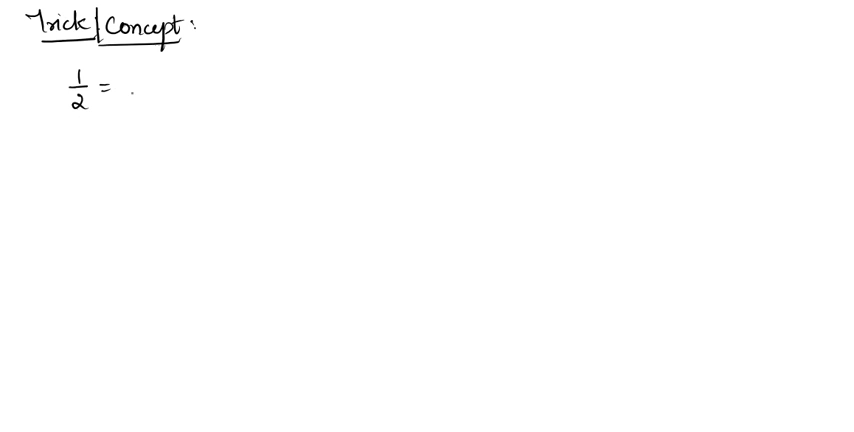 Trick/Concept:
1/2 = .